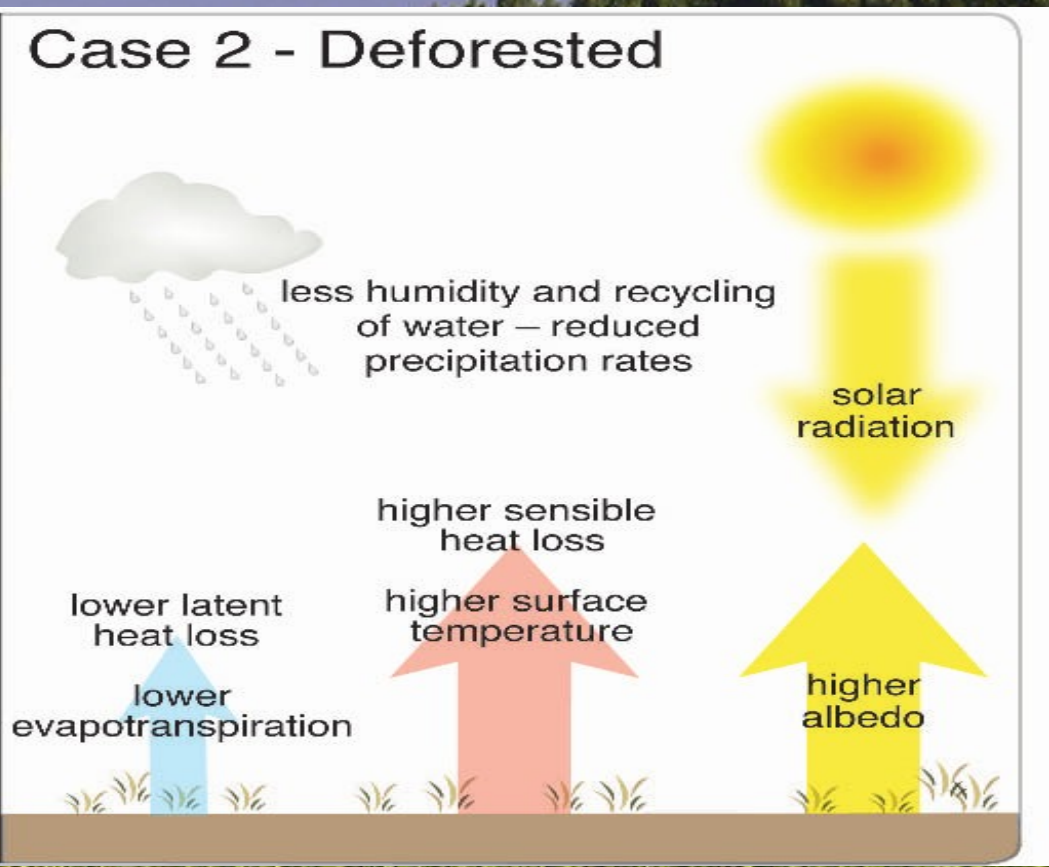 Case 2 - Deforested
less humidity and recycling
of water – reduced
precipitation rates
solar
radiation
higher sensible
heat loss
higher surface
temperature
lower latent
heat loss
lower
evapotranspiration
higher
albedo